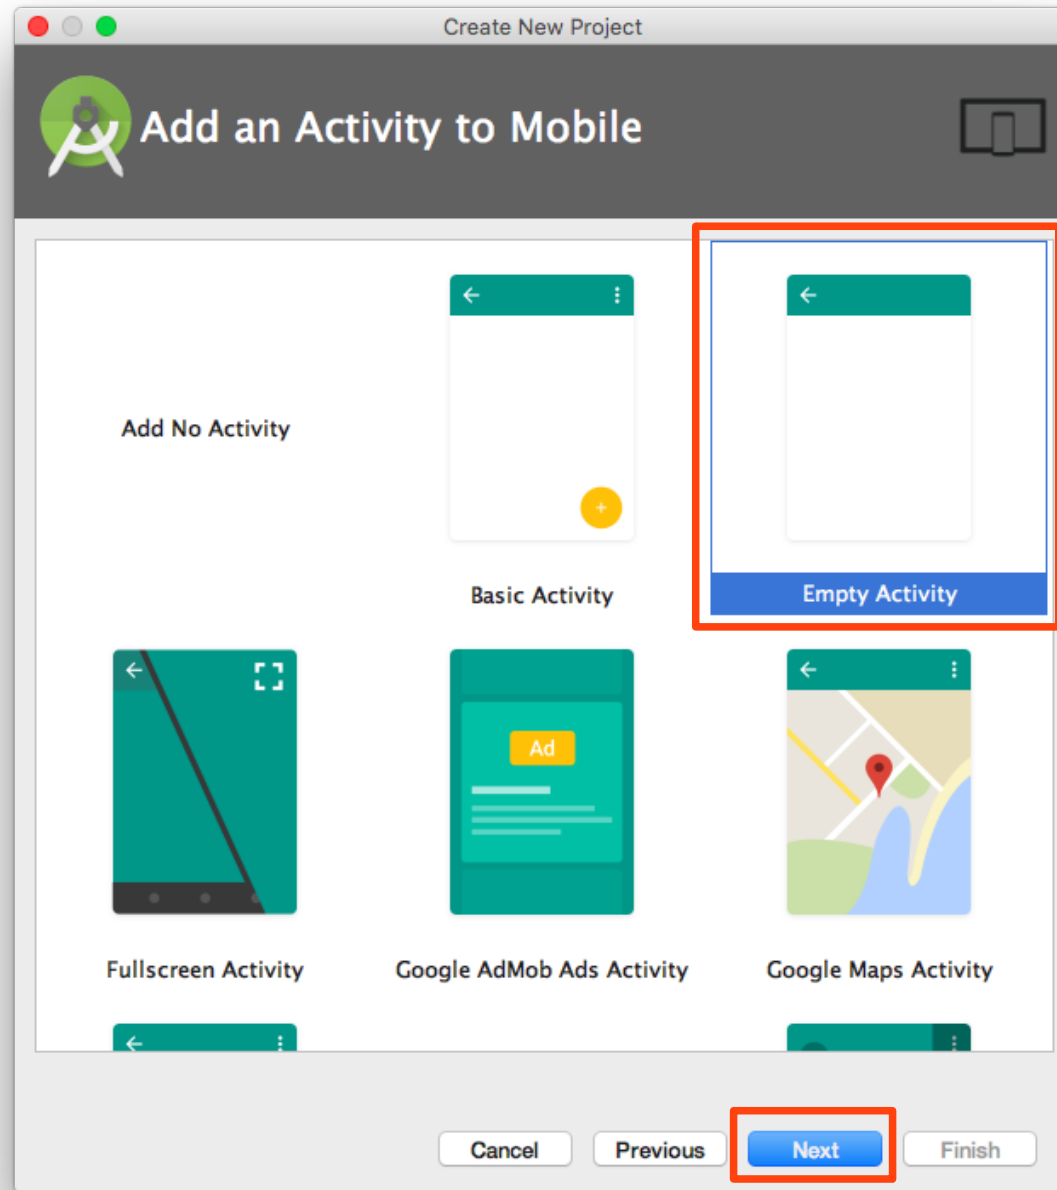 Create New Project
Add an Activity to Mobile
Add No Activity
Basic Activity
Empty Activity
Ad
Fullscreen Activity
Google AdMob Ads Activity
Google Maps Activity
Cancel
Previous
Next
Finish